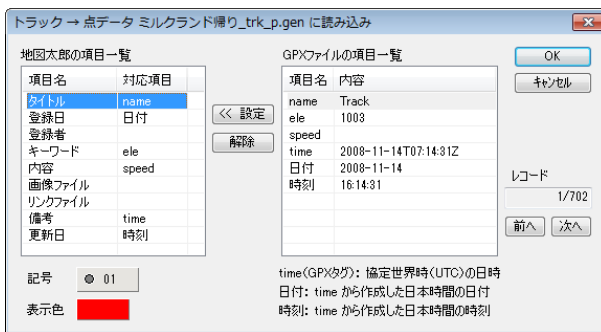 トラック → 点データ ミルクランド帰り_trk_p.gen に読み込み
地図太郎の項目一覧
項目名 対応項目
タイトル name
登録日 日付
登録者
キーワード ele
内容 speed
画像ファイル
リンクファイル
備考 time
更新日 時刻
<< 設定
解除
GPXファイルの項目一覧
項目名 内容
name Track
ele 1003
speed
time 2008-11-14T07:14:31Z
日付 2008-11-14
時刻 16:14:31
OK
キャンセル
レコード
1/702
前へ 次へ
記号 01
表示色
time(GPXタグ): 協定世界時(UTC)の日時
日付: time から作成した日本時間の日付
時刻: time から作成した日本時間の時刻